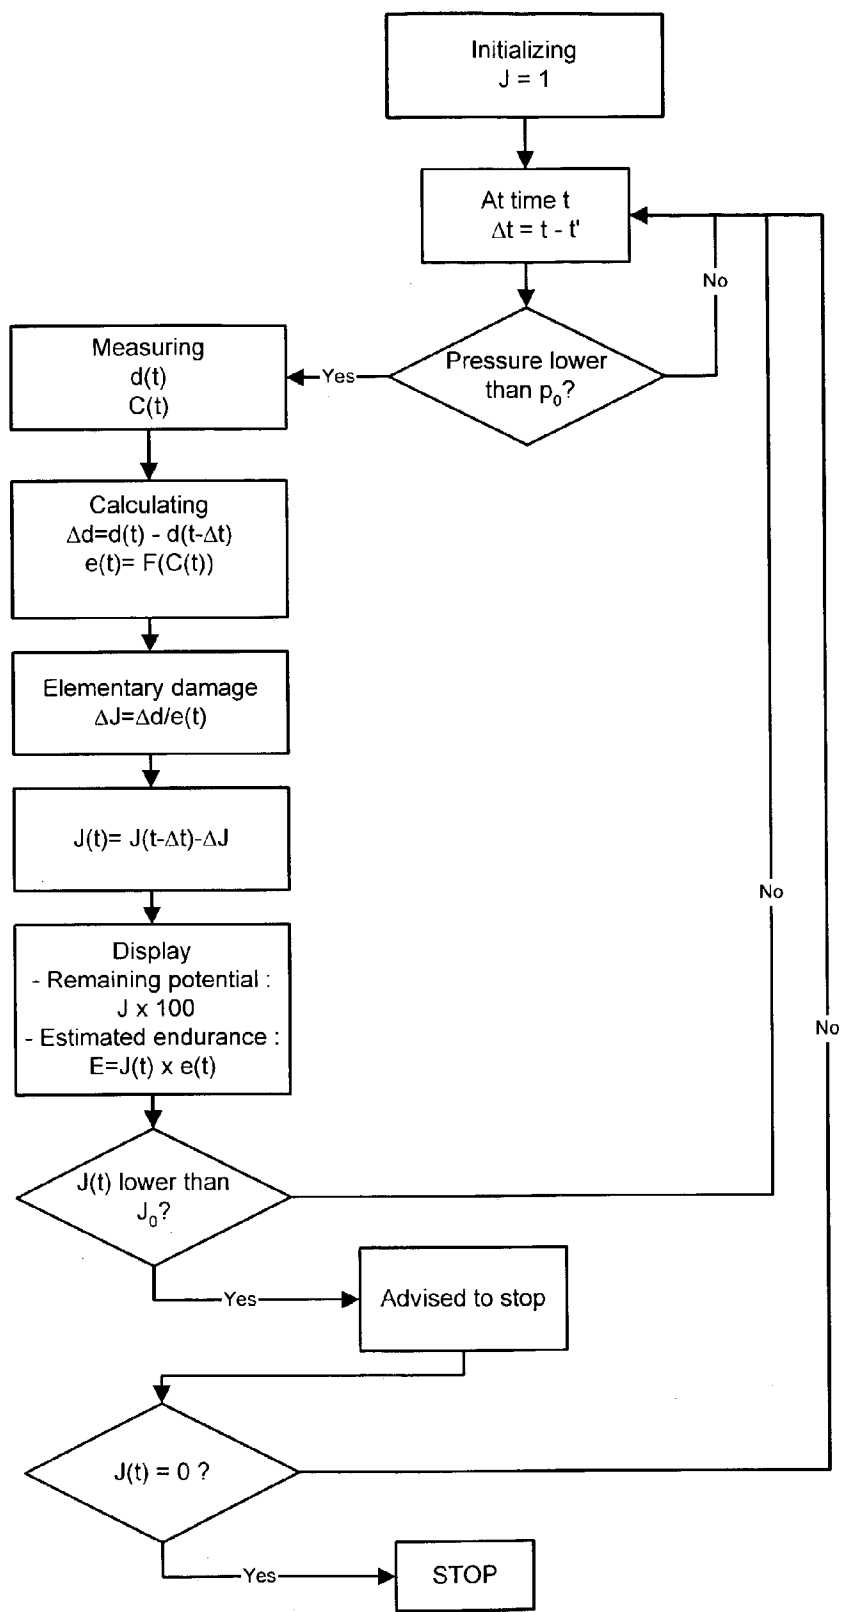 Initializing
J = 1
At time t
Δt = t - t'
No
Pressure lower
than p₀?
Yes
Measuring
d(t)
C(t)
Calculating
Δd=d(t) - d(t-Δt)
e(t)= F(C(t))
Elementary damage
ΔJ=Δd/e(t)
J(t)= J(t-Δt)-ΔJ
No
Display
- Remaining potential :
J x 100
- Estimated endurance :
E=J(t) x e(t)
No
J(t) lower than
J₀?
Yes
Advised to stop
J(t) = 0 ?
Yes
STOP